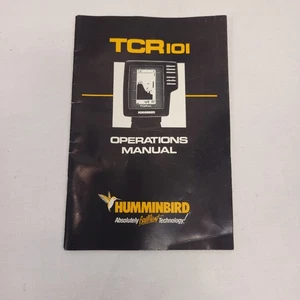 TCR101
OPERATIONS
MANUAL
HUMMINBIRD
Absolutely Technology!